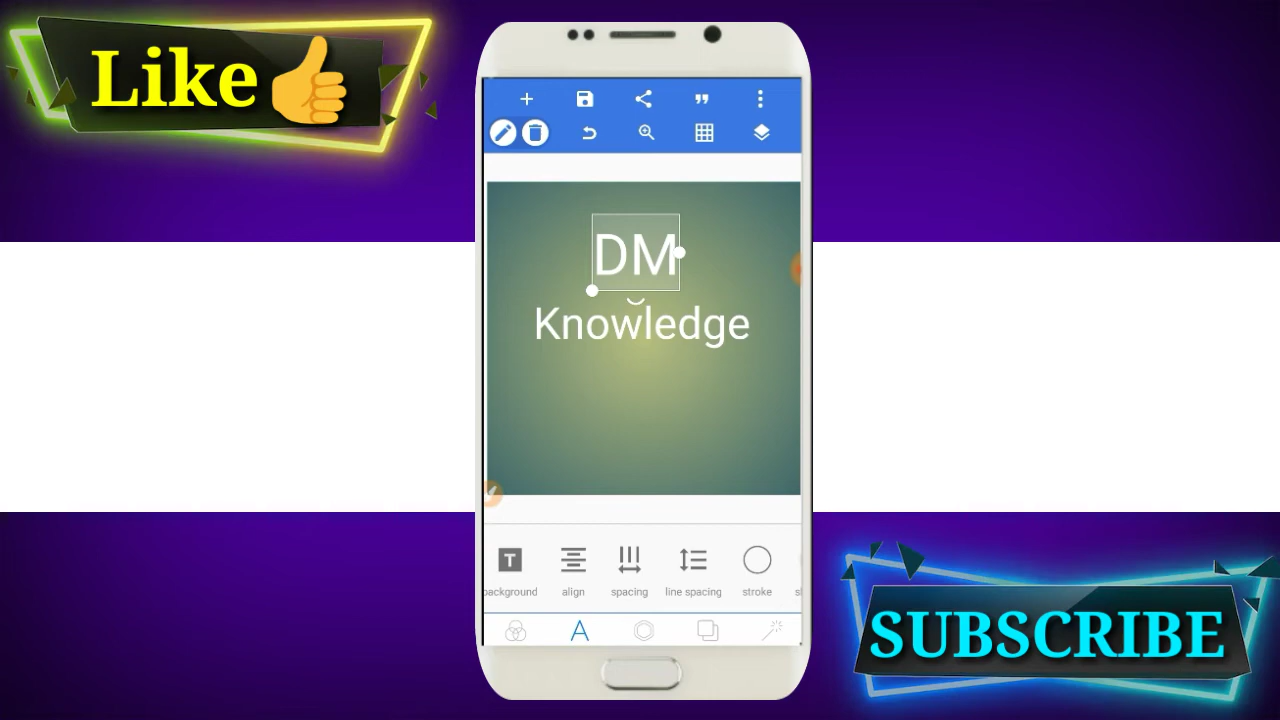 Like
DM
Knowledge
T
background
align
spacing
line spacing
stroke
A
SUBSCRIBE